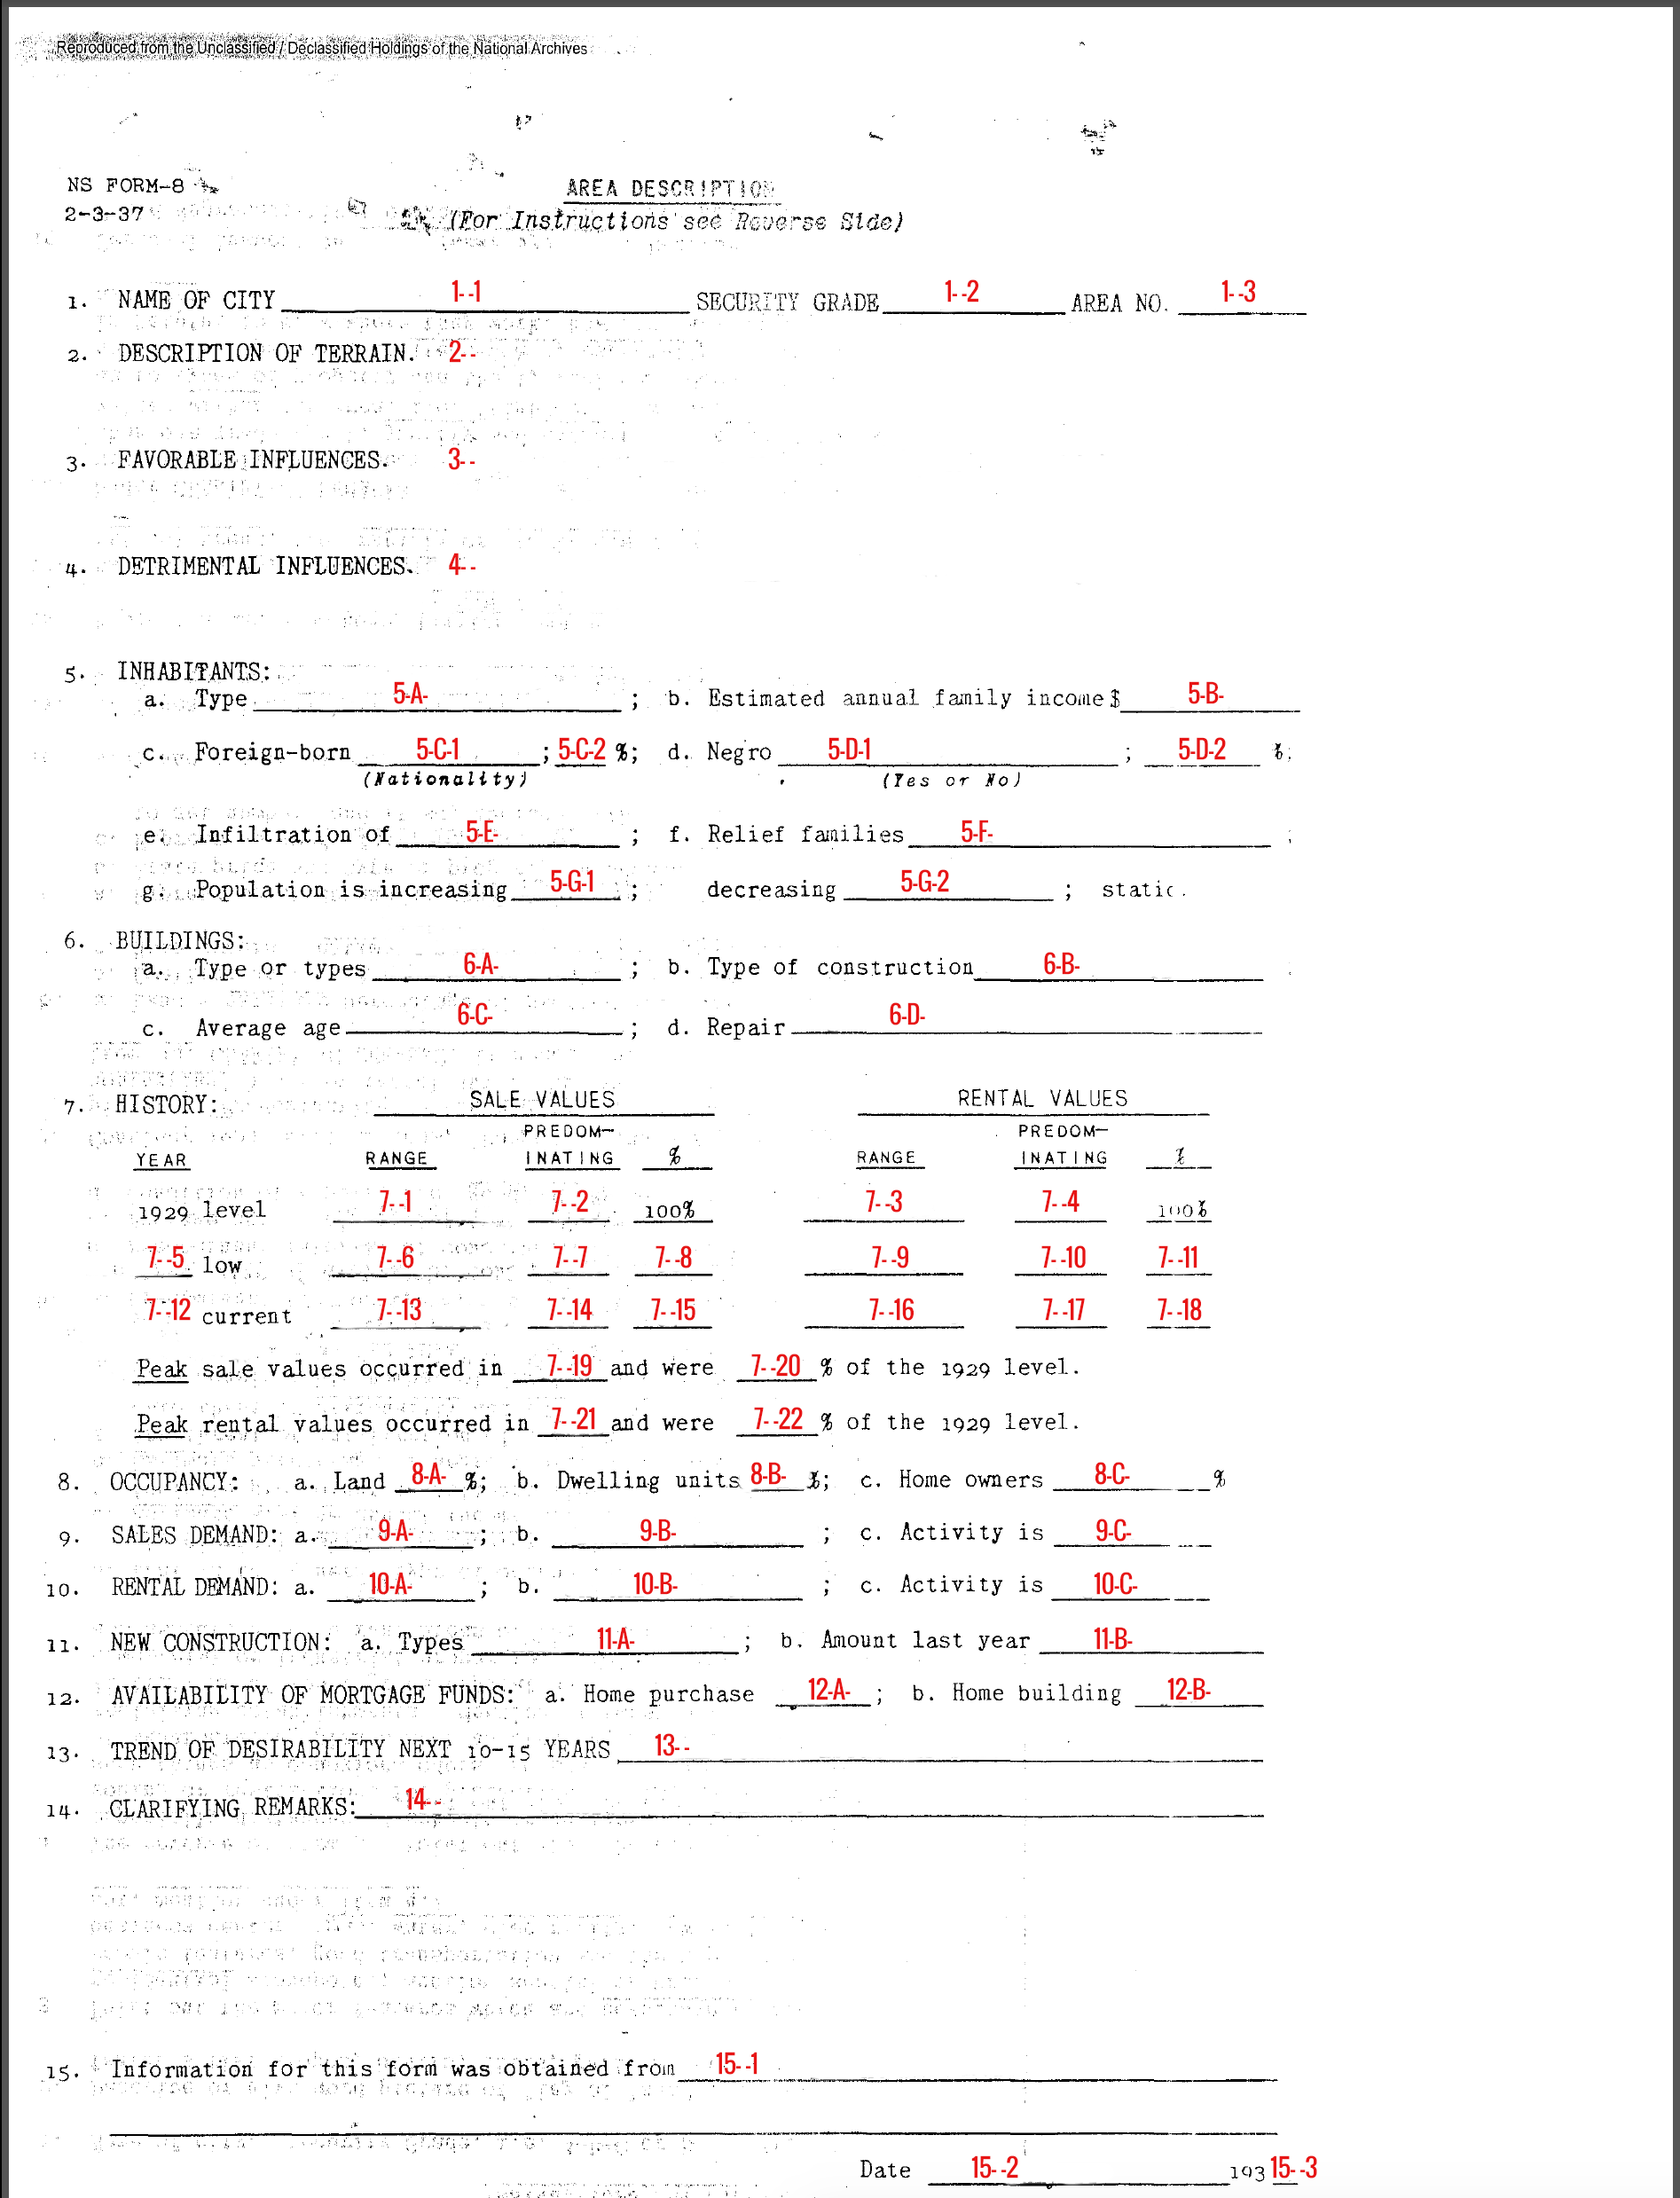 Reproduced from the Unclassified / Declassified Holdings of the National Archives
NS FORM-8
2-3-37
AREA DESCRIPTION
(For Instructions see Reverse Side)
1. NAME OF CITY 1--1 SECURITY GRADE 1--2 AREA NO. 1--3
2. DESCRIPTION OF TERRAIN. 2--
3. FAVORABLE INFLUENCES. 3--
4. DETRIMENTAL INFLUENCES. 4--
5. INHABITANTS:
a. Type 5-A- ; b. Estimated annual family income $ 5-B-
c. Foreign-born 5-C-1 ; 5-C-2 %; d. Negro 5-D-1 ; 5-D-2 %;
(Nationality) (Yes or No)
e. Infiltration of 5-E- ; f. Relief families 5-F- ;
g. Population is increasing 5-G-1 ; decreasing 5-G-2 ; static.
6. BUILDINGS:
a. Type or types 6-A- ; b. Type of construction 6-B-
c. Average age 6-C- ; d. Repair 6-D-
7. HISTORY: SALE VALUES RENTAL VALUES
PREDOM- PREDOM-
YEAR RANGE INATING % RANGE INATING %
1929 level 7--1 7--2 100% 7--3 7--4 100%
7--5 low 7--6 7--7 7--8 7--9 7--10 7--11
7--12 current 7--13 7--14 7--15 7--16 7--17 7--18
Peak sale values occurred in 7--19 and were 7--20 % of the 1929 level.
Peak rental values occurred in 7--21 and were 7--22 % of the 1929 level.
8. OCCUPANCY: a. Land 8-A- %; b. Dwelling units 8-B- %; c. Home owners 8-C- %
9. SALES DEMAND: a. 9-A- ; b. 9-B- ; c. Activity is 9-C-
10. RENTAL DEMAND: a. 10-A- ; b. 10-B- ; c. Activity is 10-C-
11. NEW CONSTRUCTION: a. Types 11-A- ; b. Amount last year 11-B-
12. AVAILABILITY OF MORTGAGE FUNDS: a. Home purchase 12-A- ; b. Home building 12-B-
13. TREND OF DESIRABILITY NEXT 10-15 YEARS 13--
14. CLARIFYING REMARKS: 14--
15. Information for this form was obtained from 15--1
Date 15--2 193 15--3